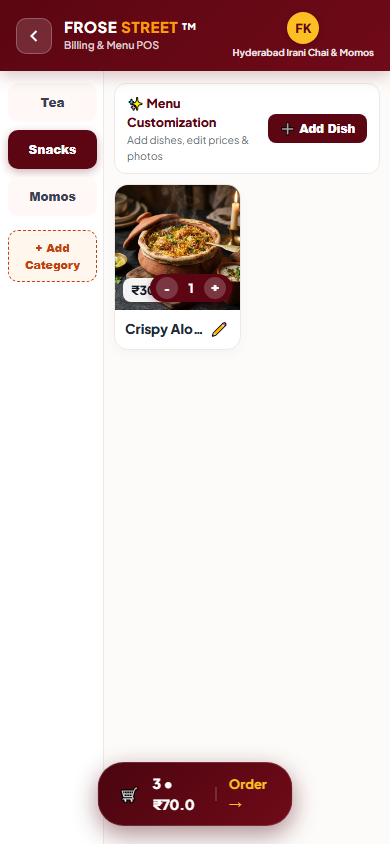 FROSE STREET ™
Billing & Menu POS
FK
Hyderabad Irani Chai & Momos
Tea
Snacks
Momos
+ Add
Category
✨ Menu
Customization
Add dishes, edit prices &
photos
➕ Add Dish
- 1 +
Crispy Alo...
3 •
₹70.0
Order
→